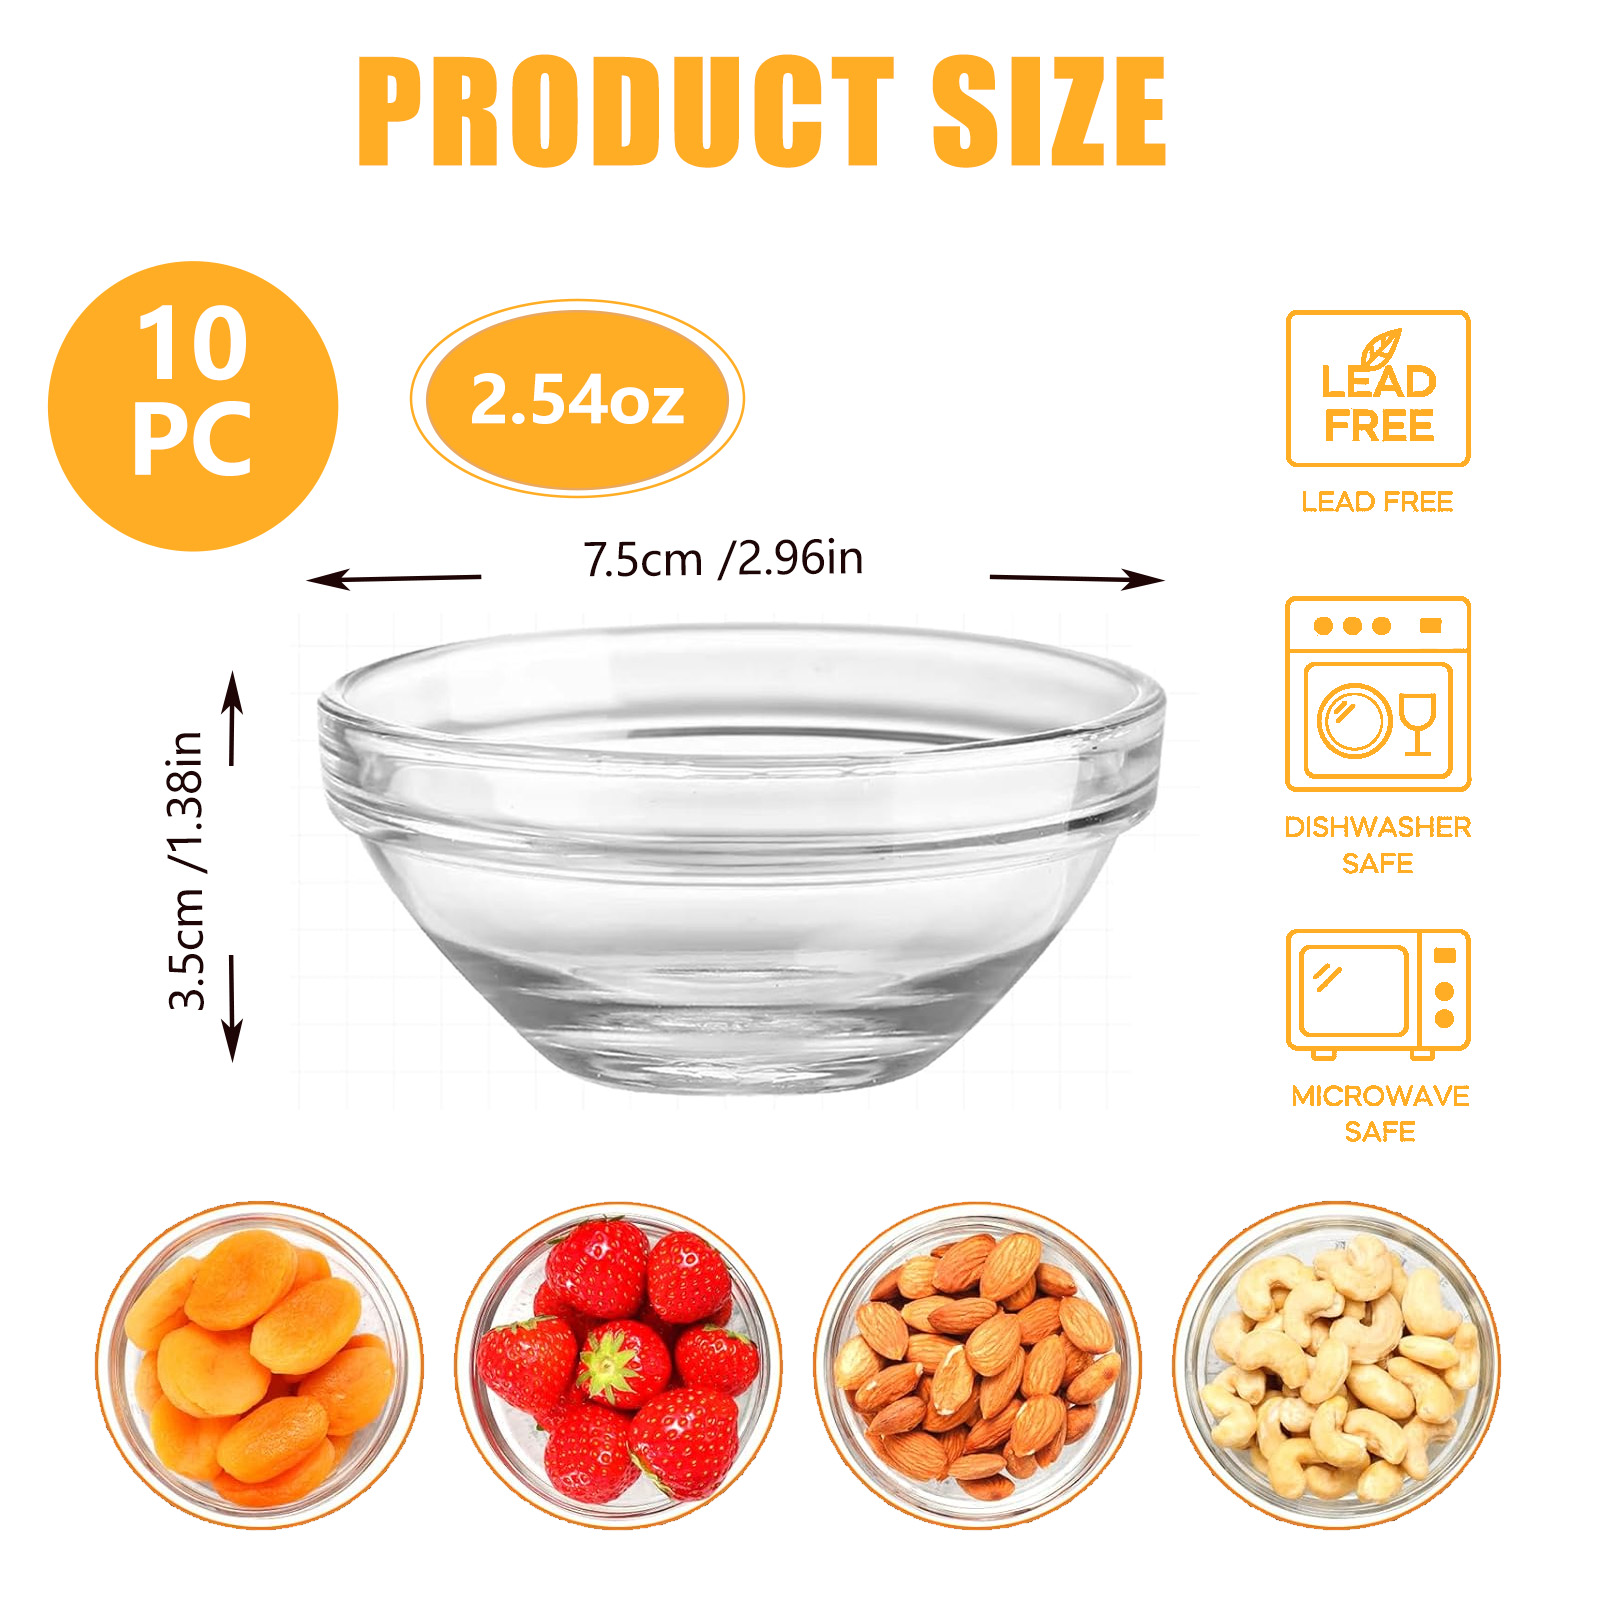 PRODUCT SIZE
10
PC
2.54oz
7.5cm /2.96in
3.5cm /1.38in
LEAD
FREE
LEAD FREE
DISHWASHER
SAFE
MICROWAVE
SAFE